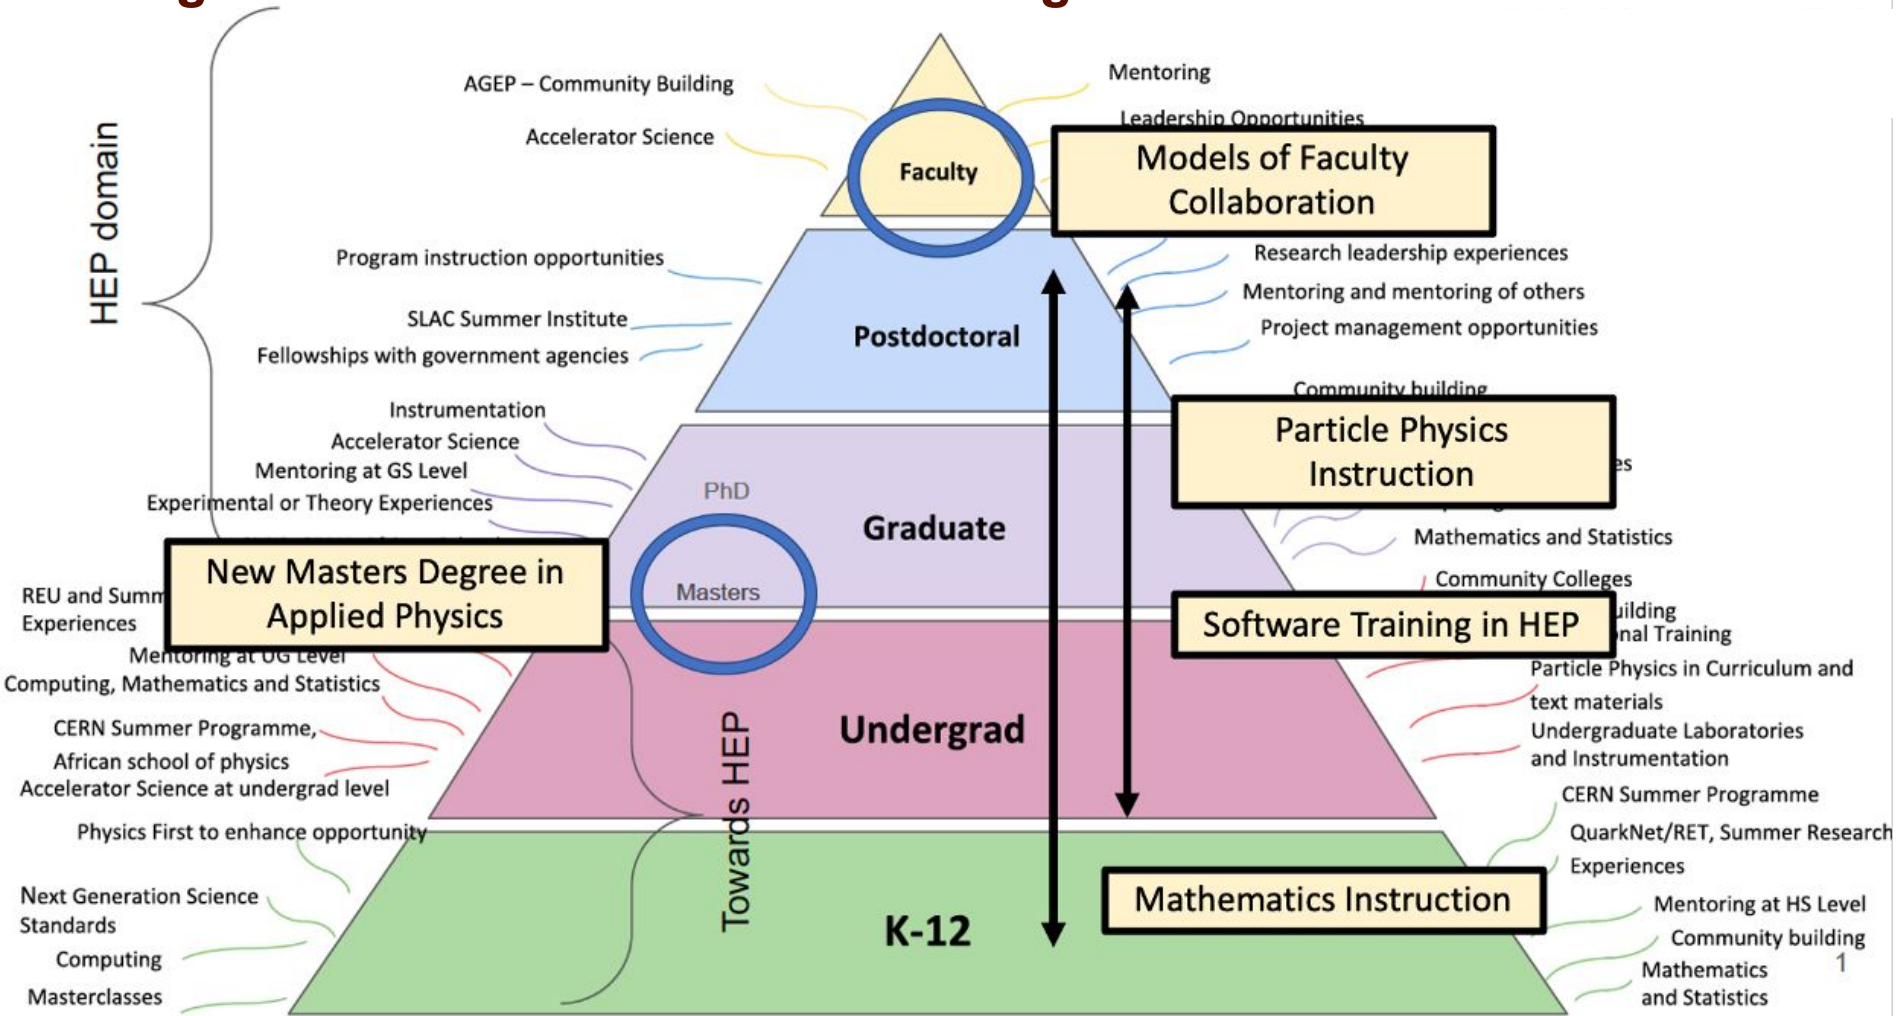 HEP domain
AGEP – Community Building
Accelerator Science
Mentoring
Leadership Opportunities
Faculty
Models of Faculty
Collaboration
Program instruction opportunities
SLAC Summer Institute
Fellowships with government agencies
Postdoctoral
Research leadership experiences
Mentoring and mentoring of others
Project management opportunities
Community building
Instrumentation
Accelerator Science
Mentoring at GS Level
Experimental or Theory Experiences
PhD
Graduate
Masters
Particle Physics
Instruction
Mathematics and Statistics
New Masters Degree in
Applied Physics
REU and
Experiences
Mentoring at UG Level
Computing, Mathematics and Statistics
CERN Summer Programme,
African school of physics
Accelerator Science at undergrad level
Undergrad
Towards HEP
Community Colleges
Software Training in HEP
Training
Particle Physics in Curriculum and
text materials
Undergraduate Laboratories
and Instrumentation
Physics First to enhance opportunity
Next Generation Science
Standards
Computing
Masterclasses
K-12
CERN Summer Programme
QuarkNet/RET, Summer Research
Experiences
Mathematics Instruction
Mentoring at HS Level
Community building
Mathematics
and Statistics
1